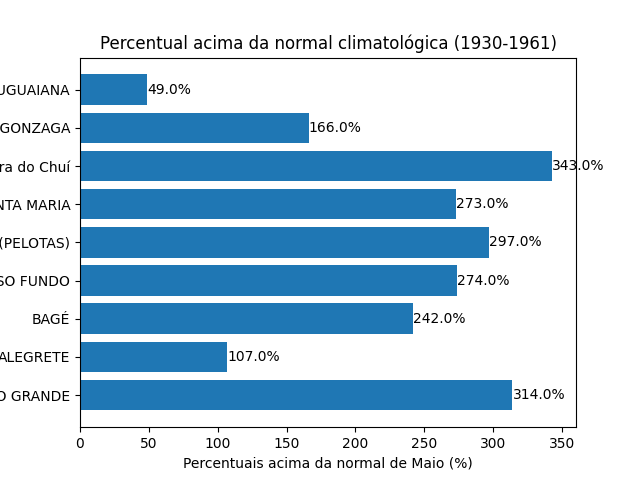 Percentual acima da normal climatológica (1930-1961)
UGUAIANA 49.0%
GONZAGA 166.0%
ra do Chuí 343.0%
NTA MARIA 273.0%
(PELOTAS) 297.0%
SO FUNDO 274.0%
BAGÉ 242.0%
ALEGRETE 107.0%
O GRANDE 314.0%
0 50 100 150 200 250 300 350
Percentuais acima da normal de Maio (%)